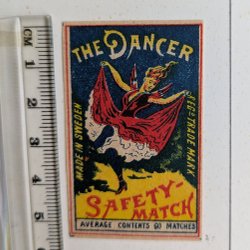 THE DANCER
MADE IN SWEDEN
REG^D TRADE MARK
SAFETY-
MATCH
AVERAGE CONTENTS 90 MATCHES
CM
1
2
3
4
5